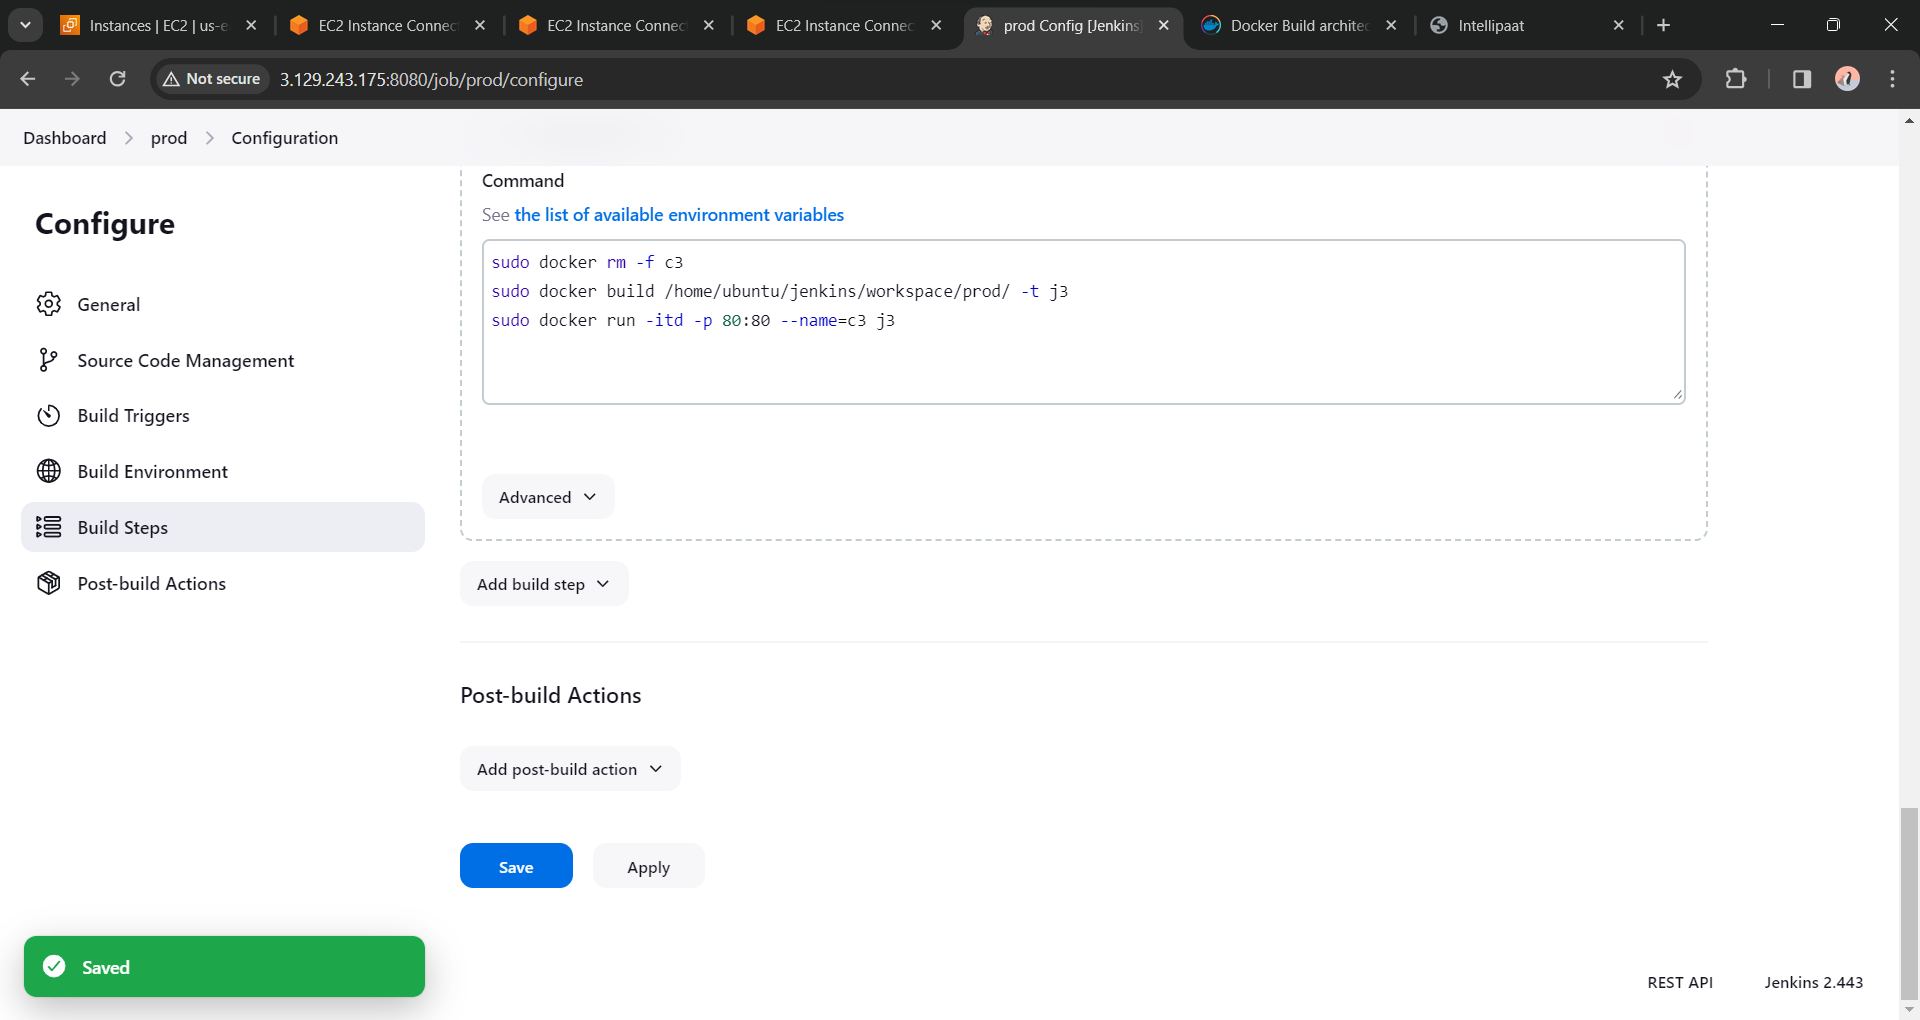 Instances | EC2 | us-e
EC2 Instance Connec
EC2 Instance Connec
EC2 Instance Connec
prod Config [Jenkins]
Docker Build architec
Intellipaat
Not secure
3.129.243.175:8080/job/prod/configure
Dashboard
prod
Configuration
Configure
General
Source Code Management
Build Triggers
Build Environment
Build Steps
Post-build Actions
Command
See the list of available environment variables
sudo docker rm -f c3
sudo docker build /home/ubuntu/jenkins/workspace/prod/ -t j3
sudo docker run -itd -p 80:80 --name=c3 j3
Advanced
Add build step
Post-build Actions
Add post-build action
Save
Apply
Saved
REST API
Jenkins 2.443